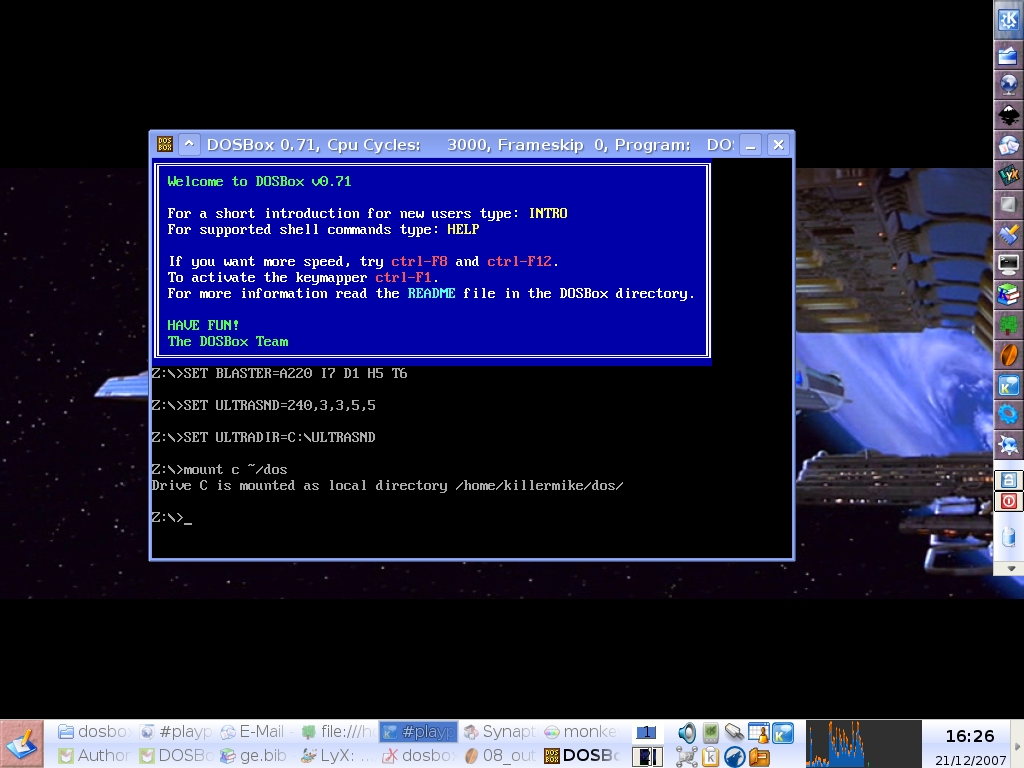 DOSBox 0.71, Cpu Cycles: 3000, Frameskip 0, Program: DO
Welcome to DOSBox v0.71
For a short introduction for new users type: INTRO
For supported shell commands type: HELP
If you want more speed, try ctrl-F8 and ctrl-F12.
To activate the keymapper ctrl-F1.
For more information read the README file in the DOSBox directory.
HAVE FUN!
The DOSBox Team
Z:\>SET BLASTER=A220 I7 D1 H5 T6
Z:\>SET ULTRASND=240,3,3,5,5
Z:\>SET ULTRADIR=C:\ULTRASND
Z:\>mount c ~/dos
Drive C is mounted as local directory /home/killermike/dos/
Z:\>_
dosbo #playp E-Mail file:///h #playp Synapt monke 1
Author DOSBo ge.bib LyX: dosbo 08_out DOSBo 2
16:26
21/12/2007